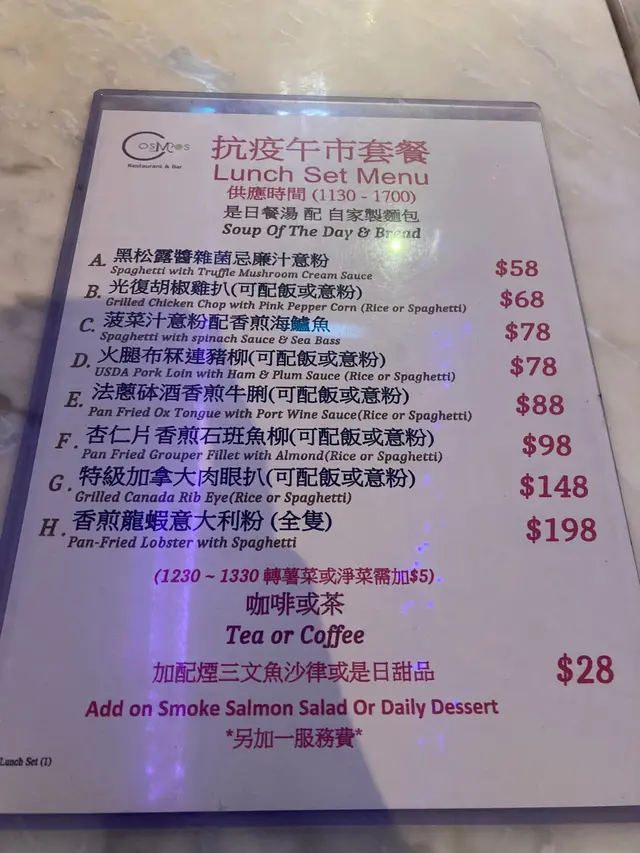 COSMOS
Restaurant & Bar
抗疫午市套餐
Lunch Set Menu
供應時間 (1130 - 1700)
是日餐湯 配 自家製麵包
Soup Of The Day & Bread
A. 黑松露醬雜菌忌廉汁意粉 $58
Spaghetti with Truffle Mushroom Cream Sauce
B. 光復胡椒雞扒(可配飯或意粉) $68
Grilled Chicken Chop with Pink Pepper Corn (Rice or Spaghetti)
C. 菠菜汁意粉配香煎海鱸魚 $78
Spaghetti with spinach Sauce & Sea Bass
D. 火腿布冧連豬柳(可配飯或意粉) $78
USDA Pork Loin with Ham & Plum Sauce (Rice or Spaghetti)
E. 法蔥砵酒香煎牛脷(可配飯或意粉) $88
Pan Fried Ox Tongue with Port Wine Sauce(Rice or Spaghetti)
F. 杏仁片香煎石班魚柳(可配飯或意粉) $98
Pan Fried Grouper Fillet with Almond(Rice or Spaghetti)
G. 特級加拿大肉眼扒(可配飯或意粉) $148
Grilled Canada Rib Eye(Rice or Spaghetti)
H. 香煎龍蝦意大利粉 (全隻) $198
Pan-Fried Lobster with Spaghetti
(1230 ~ 1330 轉薯菜或淨菜需加$5)
咖啡或茶
Tea or Coffee
加配煙三文魚沙律或是日甜品 $28
Add on Smoke Salmon Salad Or Daily Dessert
*另加一服務費*
Lunch Set (1)